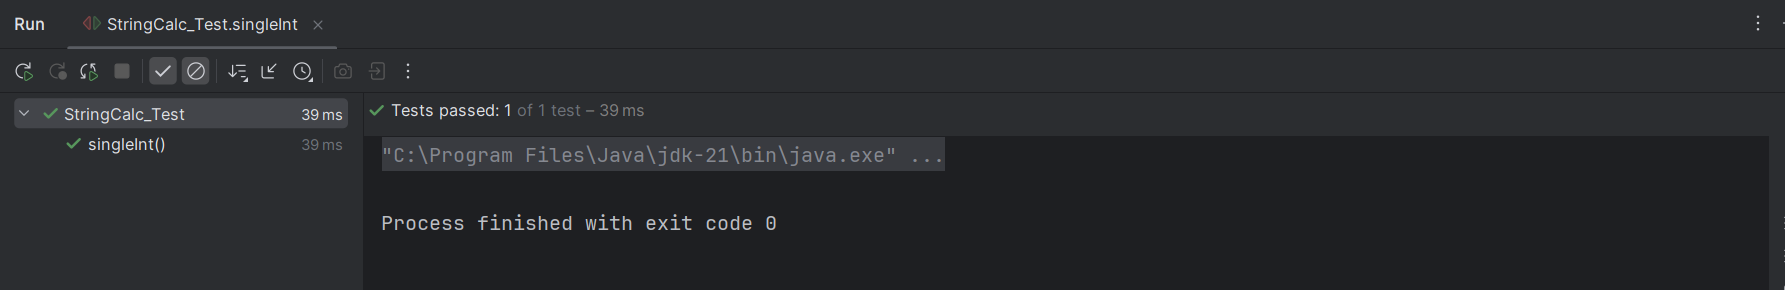 Run StringCalc_Test.singleInt
StringCalc_Test 39 ms
singleInt() 39 ms
Tests passed: 1 of 1 test – 39 ms
"C:\Program Files\Java\jdk-21\bin\java.exe" ...
Process finished with exit code 0